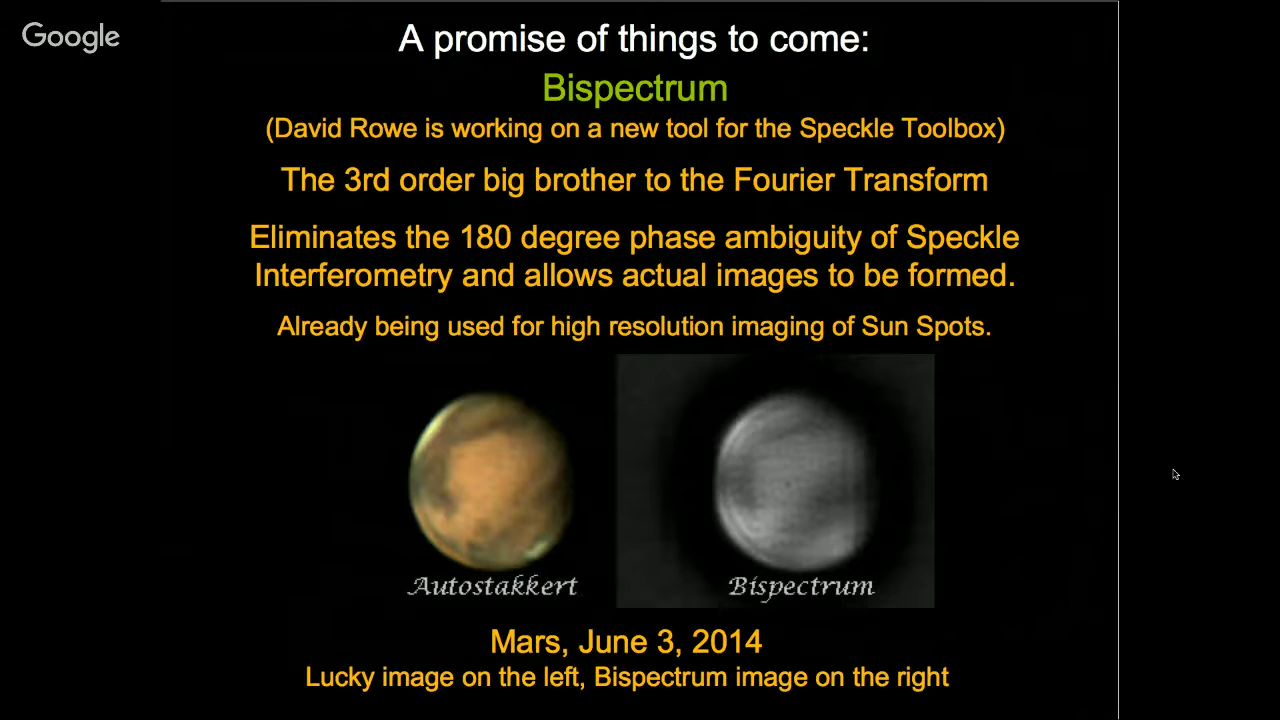 Google
A promise of things to come:
Bispectrum
(David Rowe is working on a new tool for the Speckle Toolbox)
The 3rd order big brother to the Fourier Transform
Eliminates the 180 degree phase ambiguity of Speckle
Interferometry and allows actual images to be formed.
Already being used for high resolution imaging of Sun Spots.
Autostakkert
Bispectrum
Mars, June 3, 2014
Lucky image on the left, Bispectrum image on the right